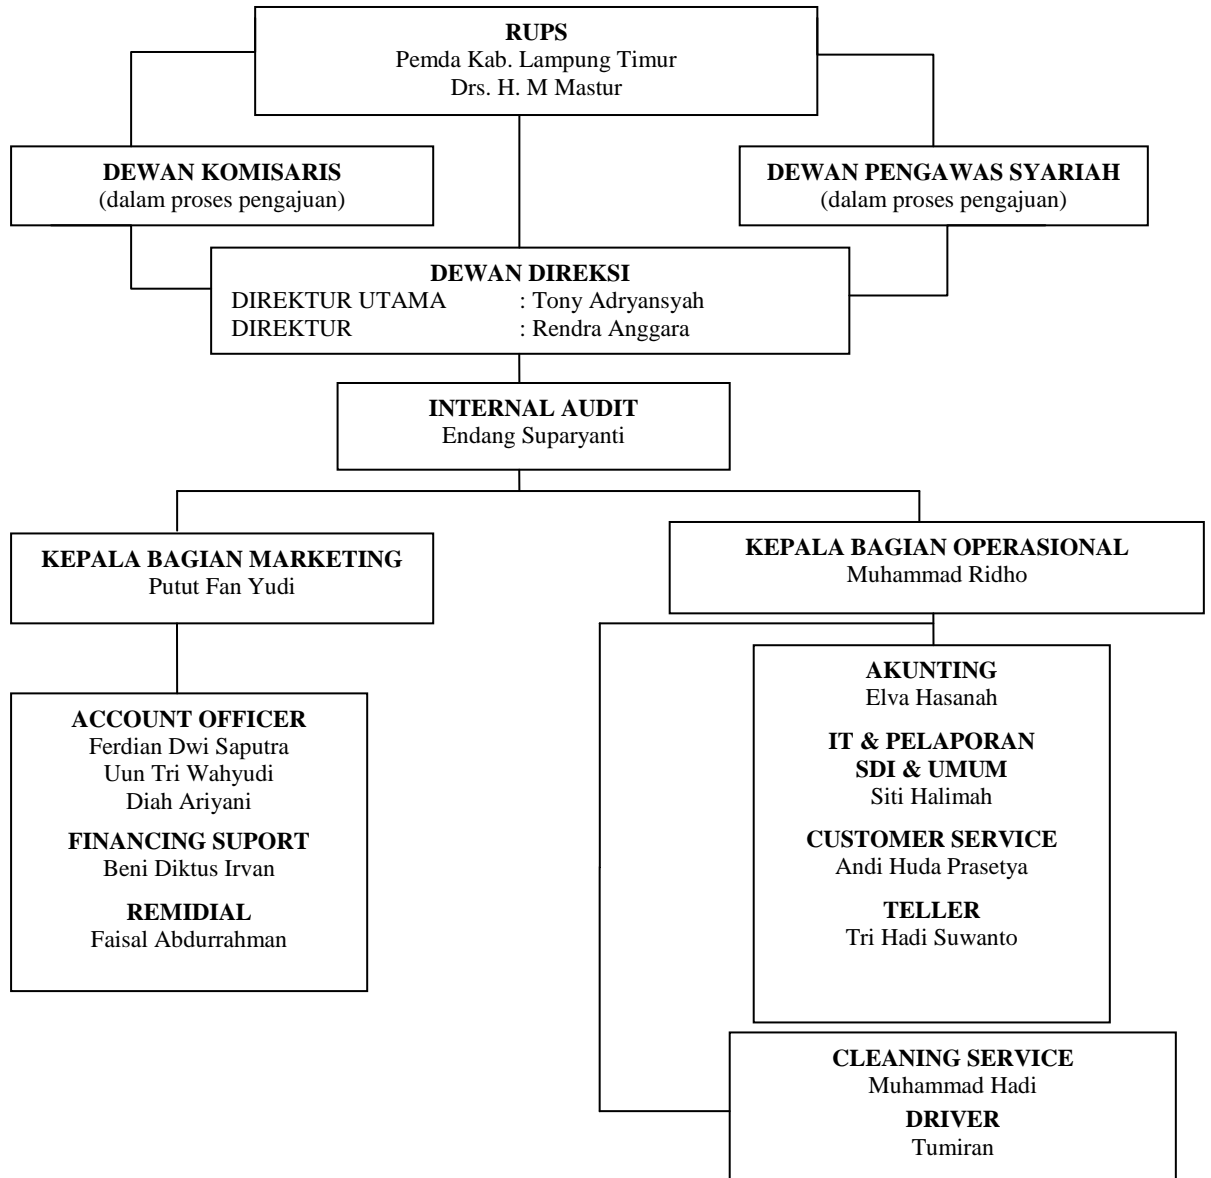 RUPS
Pemda Kab. Lampung Timur
Drs. H. M Mastur
DEWAN KOMISARIS
(dalam proses pengajuan)
DEWAN PENGAWAS SYARIAH
(dalam proses pengajuan)
DEWAN DIREKSI
DIREKTUR UTAMA : Tony Adryansyah
DIREKTUR : Rendra Anggara
INTERNAL AUDIT
Endang Suparyanti
KEPALA BAGIAN MARKETING
Putut Fan Yudi
KEPALA BAGIAN OPERASIONAL
Muhammad Ridho
ACCOUNT OFFICER
Ferdian Dwi Saputra
Uun Tri Wahyudi
Diah Ariyani
FINANCING SUPORT
Beni Diktus Irvan
REMIDIAL
Faisal Abdurrahman
AKUNTING
Elva Hasanah
IT & PELAPORAN
SDI & UMUM
Siti Halimah
CUSTOMER SERVICE
Andi Huda Prasetya
TELLER
Tri Hadi Suwanto
CLEANING SERVICE
Muhammad Hadi
DRIVER
Tumiran